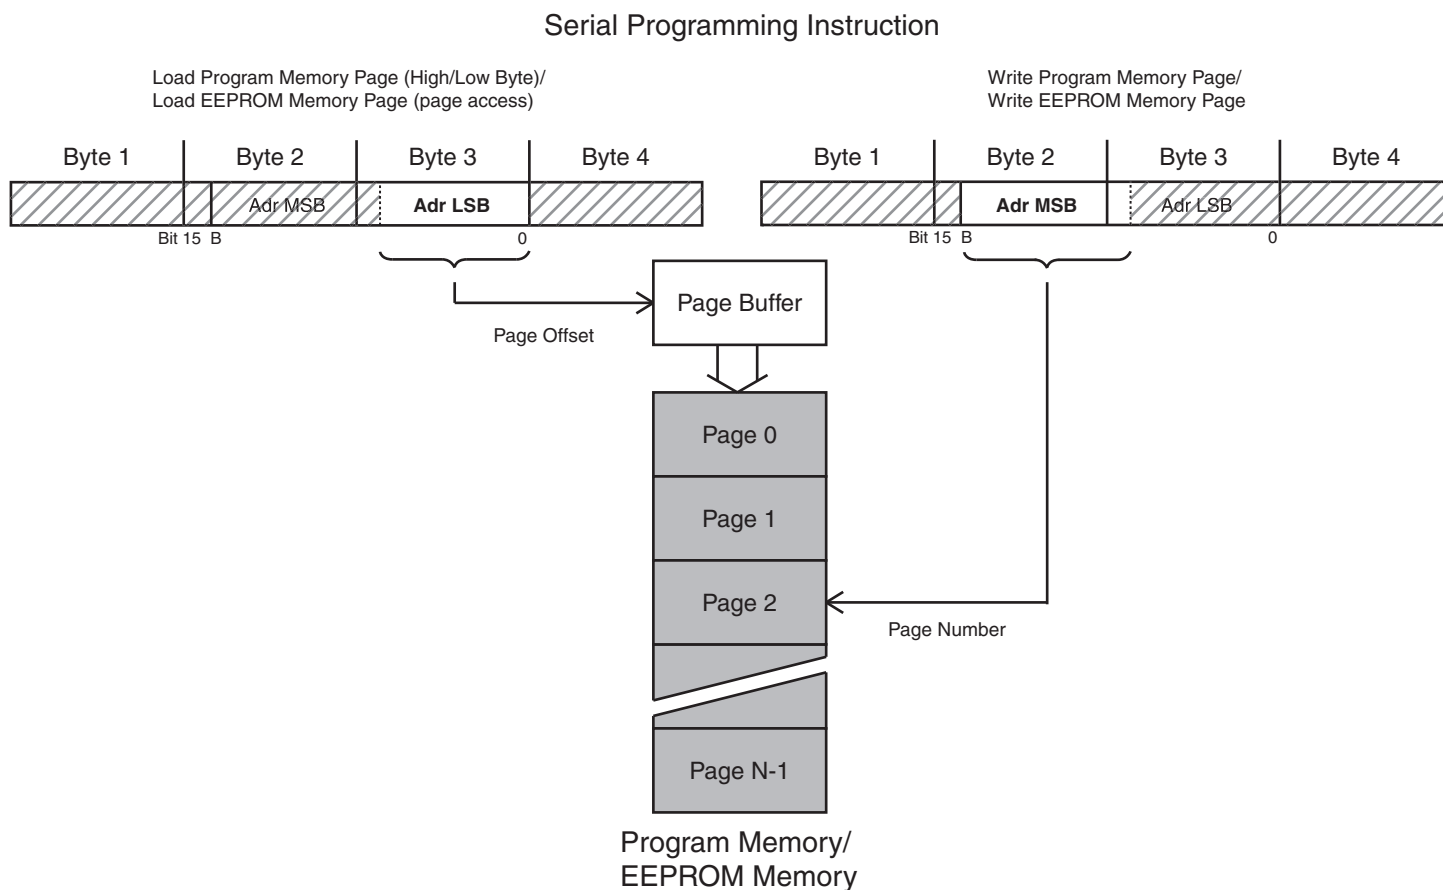 Serial Programming Instruction
Load Program Memory Page (High/Low Byte)/
Load EEPROM Memory Page (page access)
Write Program Memory Page/
Write EEPROM Memory Page
Byte 1 Byte 2 Byte 3 Byte 4
Byte 1 Byte 2 Byte 3 Byte 4
Adr MSB Adr LSB
Adr MSB Adr LSB
Bit 15 B 0
Bit 15 B 0
Page Buffer
Page Offset
Page 0
Page 1
Page 2
Page Number
Page N-1
Program Memory/
EEPROM Memory